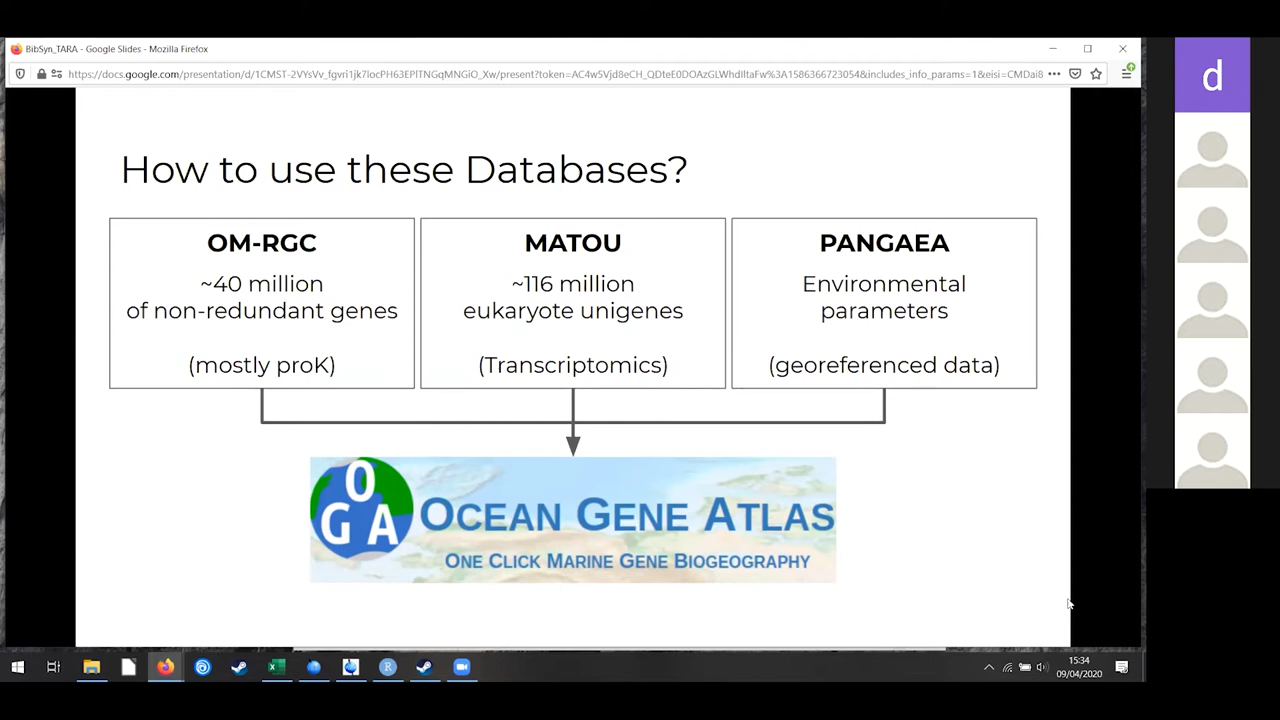 BibSyn_TARA - Google Slides - Mozilla Firefox
d
How to use these Databases?
OM-RGC
~40 million
of non-redundant genes
(mostly proK)
MATOU
~116 million
eukaryote unigenes
(Transcriptomics)
PANGAEA
Environmental
parameters
(georeferenced data)
O
G A
OCEAN GENE ATLAS
ONE CLICK MARINE GENE BIOGEOGRAPHY
15:34
09/04/2020